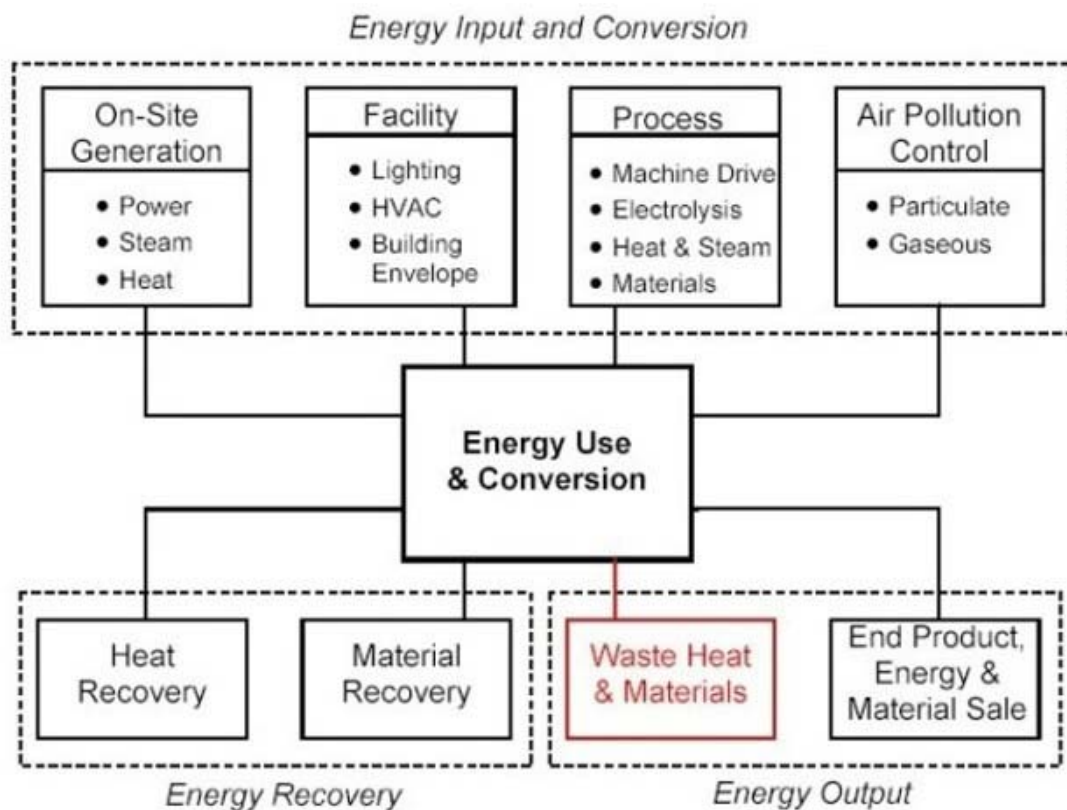 Energy Input and Conversion
On-Site
Generation
• Power
• Steam
• Heat
Facility
• Lighting
• HVAC
• Building
Envelope
Process
• Machine Drive
• Electrolysis
• Heat & Steam
• Materials
Air Pollution
Control
• Particulate
• Gaseous
Energy Use
& Conversion
Heat
Recovery
Material
Recovery
Waste Heat
& Materials
End Product,
Energy &
Material Sale
Energy Recovery
Energy Output